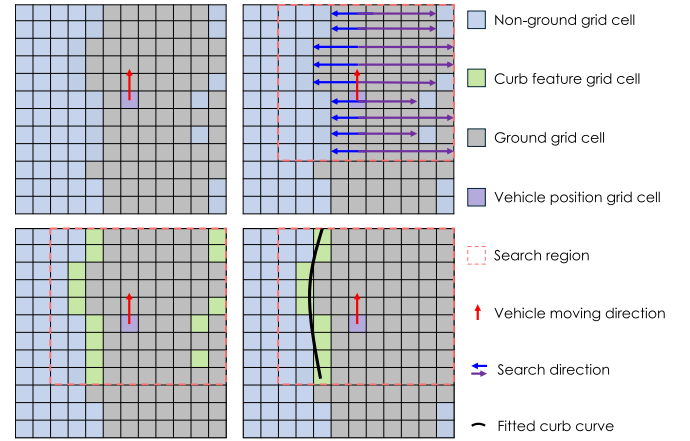 Non-ground grid cell
Curb feature grid cell
Ground grid cell
Vehicle position grid cell
Search region
Vehicle moving direction
Search direction
Fitted curb curve